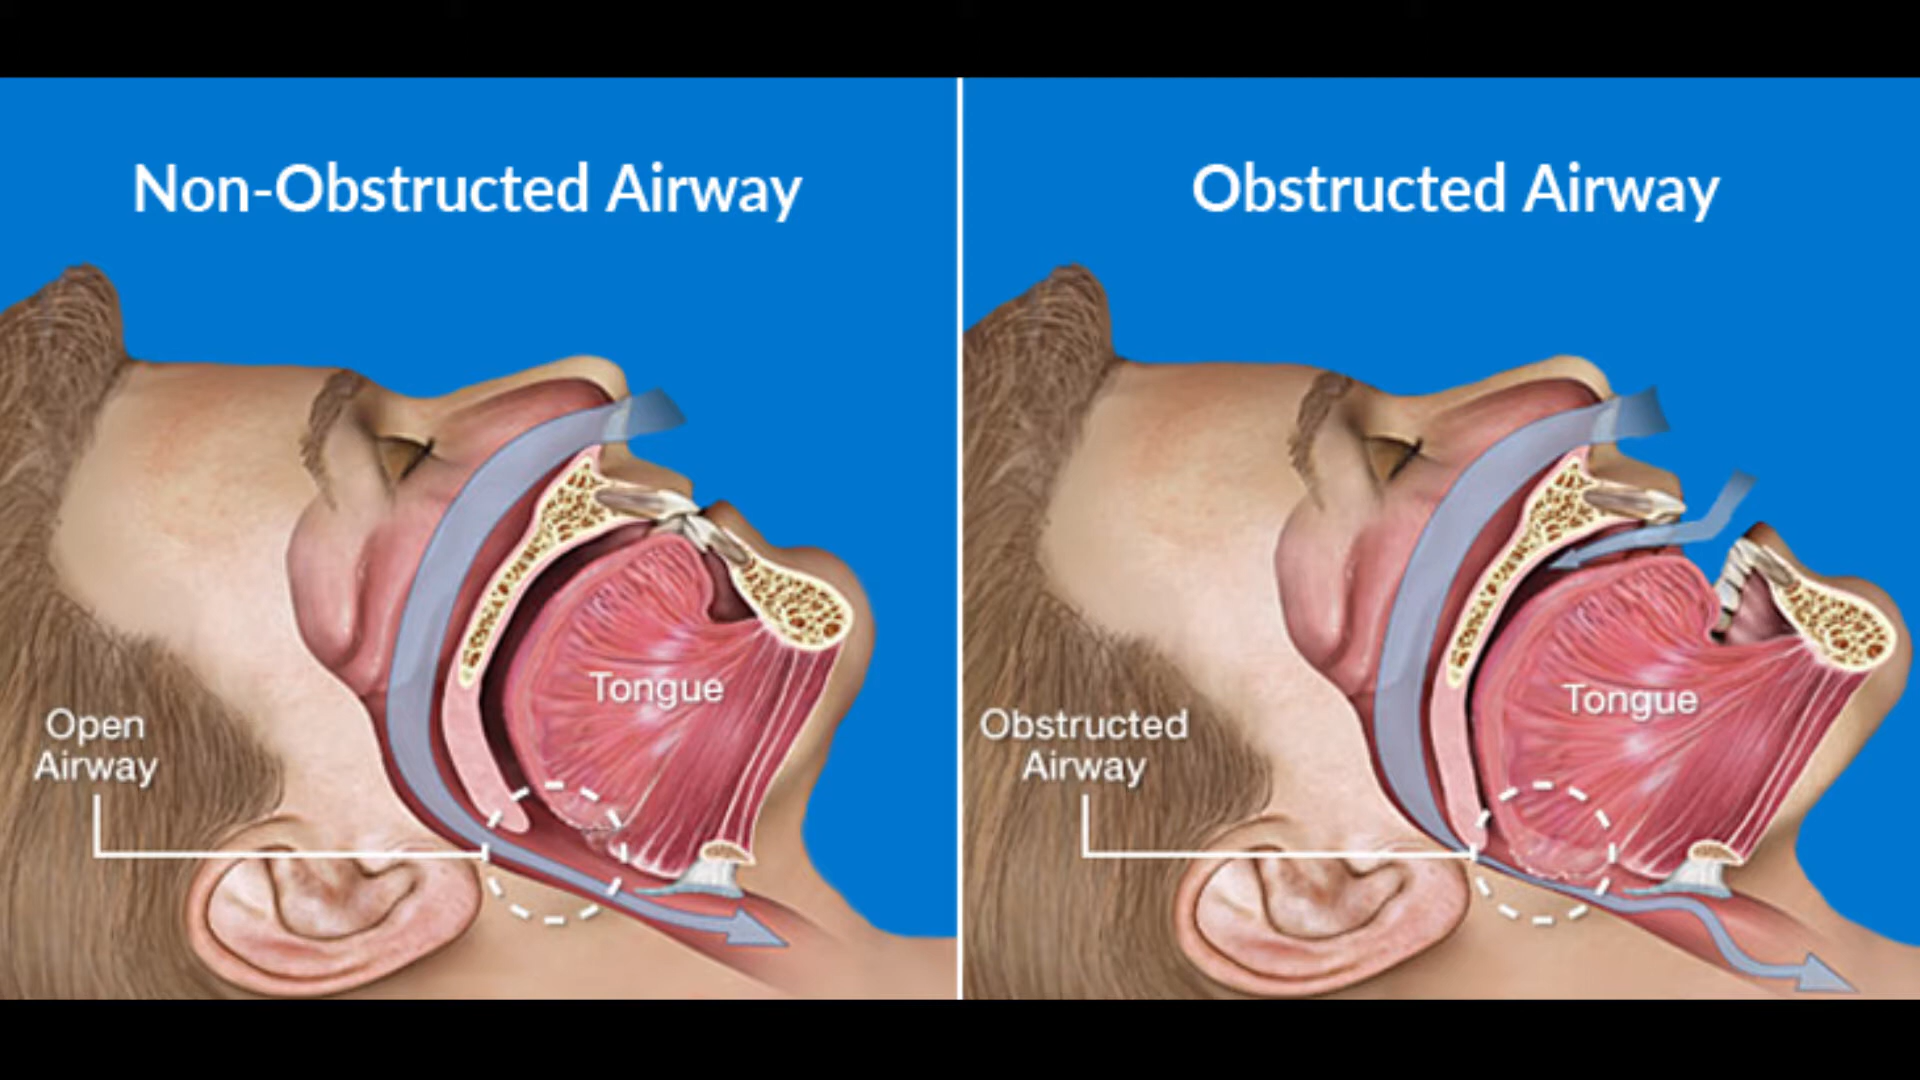 Non-Obstructed Airway
Open
Airway
Tongue
Obstructed Airway
Obstructed
Airway
Tongue